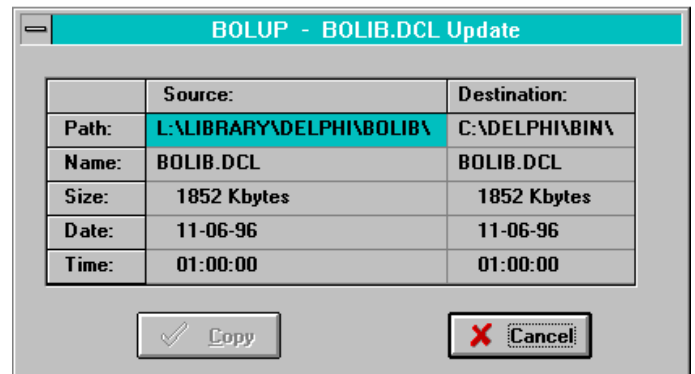 BOLUP - BOLIB.DCL Update
Source: Destination:
Path: L:\LIBRARY\DELPHI\BOLIB\ C:\DELPHI\BIN\
Name: BOLIB.DCL BOLIB.DCL
Size: 1852 Kbytes 1852 Kbytes
Date: 11-06-96 11-06-96
Time: 01:00:00 01:00:00
Copy Cancel